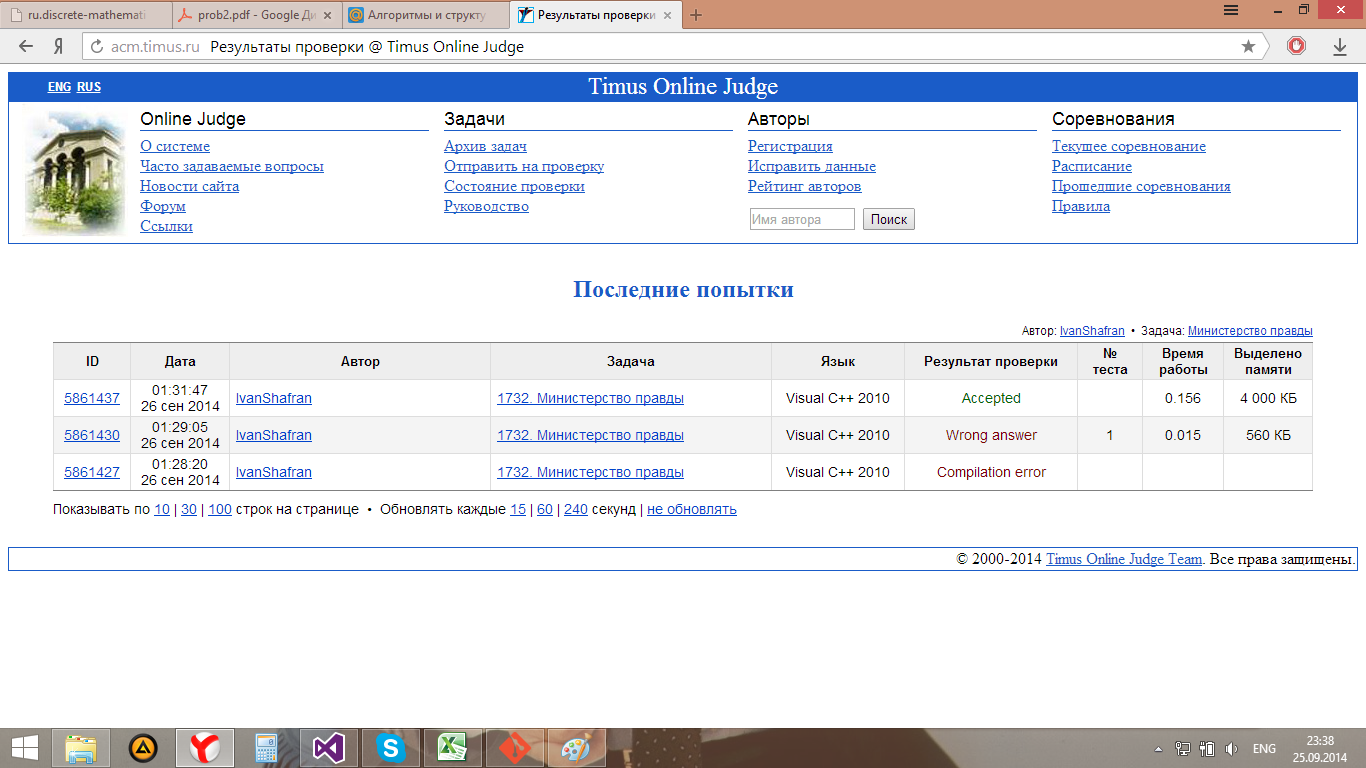 ru.discrete-mathemati
prob2.pdf - Google Ди
Алгоритмы и структу
Результаты проверки
acm.timus.ru Результаты проверки @ Timus Online Judge
ENG RUS
Timus Online Judge
Online Judge
О системе
Часто задаваемые вопросы
Новости сайта
Форум
Ссылки
Задачи
Архив задач
Отправить на проверку
Состояние проверки
Руководство
Авторы
Регистрация
Исправить данные
Рейтинг авторов
Имя автора
Поиск
Соревнования
Текущее соревнование
Расписание
Прошедшие соревнования
Правила
Последние попытки
Автор: IvanShafran • Задача: Министерство правды
ID Дата Автор Задача Язык Результат проверки № теста Время работы Выделено памяти
5861437 01:31:47 26 сен 2014 IvanShafran 1732. Министерство правды Visual C++ 2010 Accepted 0.156 4 000 КБ
5861430 01:29:05 26 сен 2014 IvanShafran 1732. Министерство правды Visual C++ 2010 Wrong answer 1 0.015 560 КБ
5861427 01:28:20 26 сен 2014 IvanShafran 1732. Министерство правды Visual C++ 2010 Compilation error
Показывать по 10 | 30 | 100 строк на странице • Обновлять каждые 15 | 60 | 240 секунд | не обновлять
© 2000-2014 Timus Online Judge Team. Все права защищены.
ENG
23:38
25.09.2014